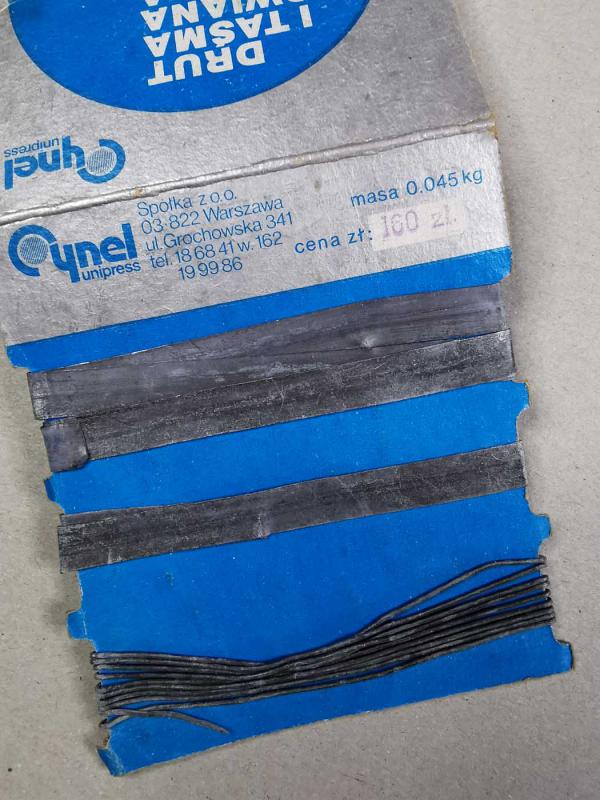 DRUT
I TAŚMA
OWIANA
Cynel
unipress
Cynel
unipress
Spółka z o.o.
03-822 Warszawa
ul. Grochowska 341
tel. 18 68 41 w. 162
19 99 86
masa 0.045 kg
cena zł: 160 zł.